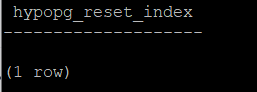 hypopg_reset_index
--------------------
(1 row)